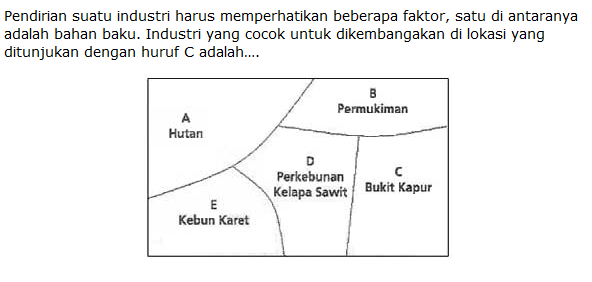 Pendirian suatu industri harus memperhatikan beberapa faktor, satu di antaranya
adalah bahan baku. Industri yang cocok untuk dikembangakan di lokasi yang
ditunjukan dengan huruf C adalah....
B
Permukiman
A
Hutan
D
Perkebunan
Kelapa Sawit
C
Bukit Kapur
E
Kebun Karet